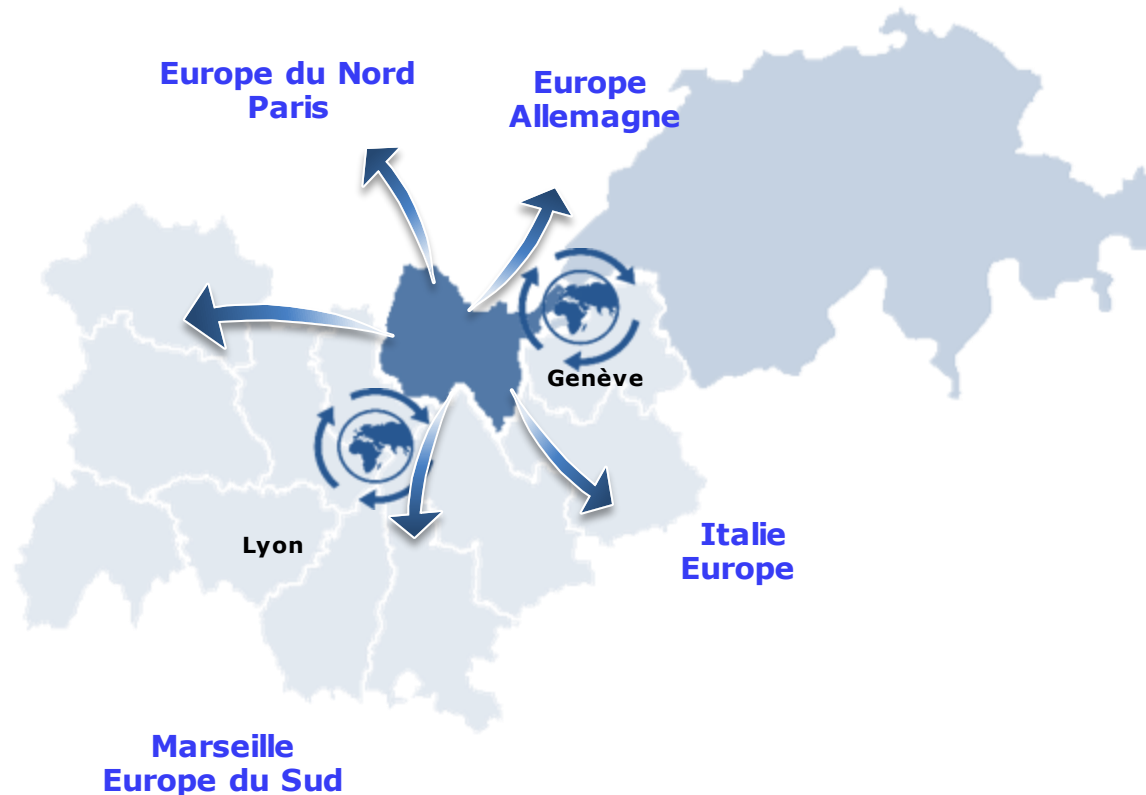 Europe du Nord
Paris
Europe
Allemagne
Genève
Lyon
Italie
Europe
Marseille
Europe du Sud